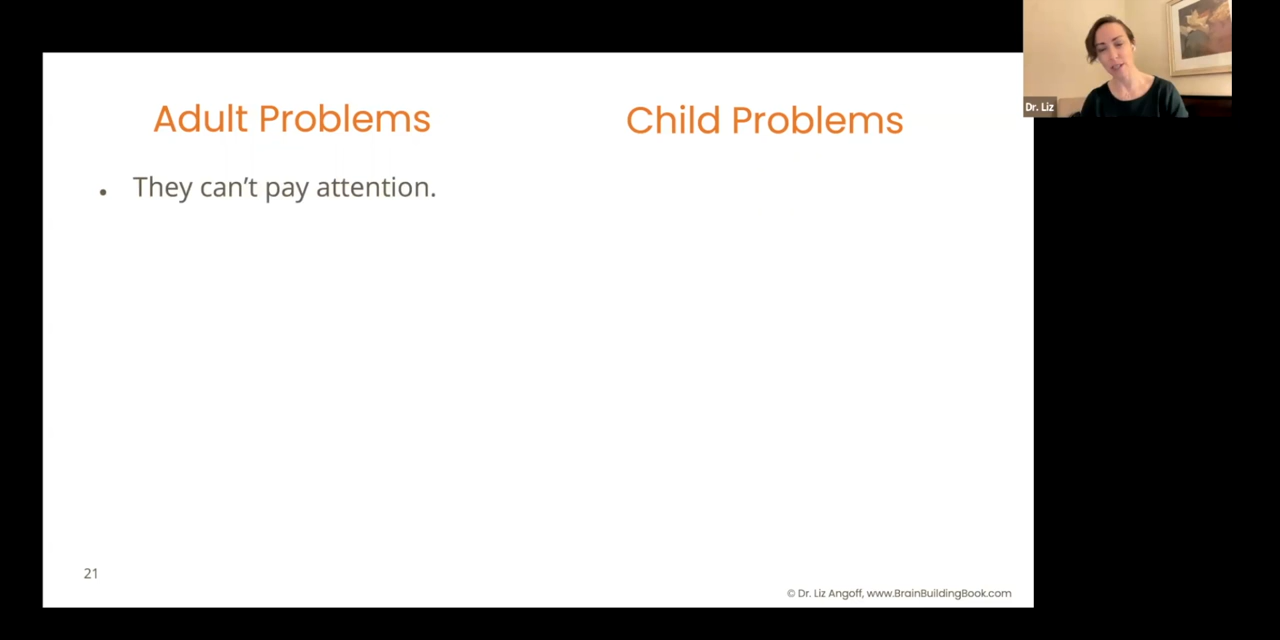 Adult Problems
Child Problems
• They can’t pay attention.
21
© Dr. Liz Angoff, www.BrainBuildingBook.com
Dr. Liz